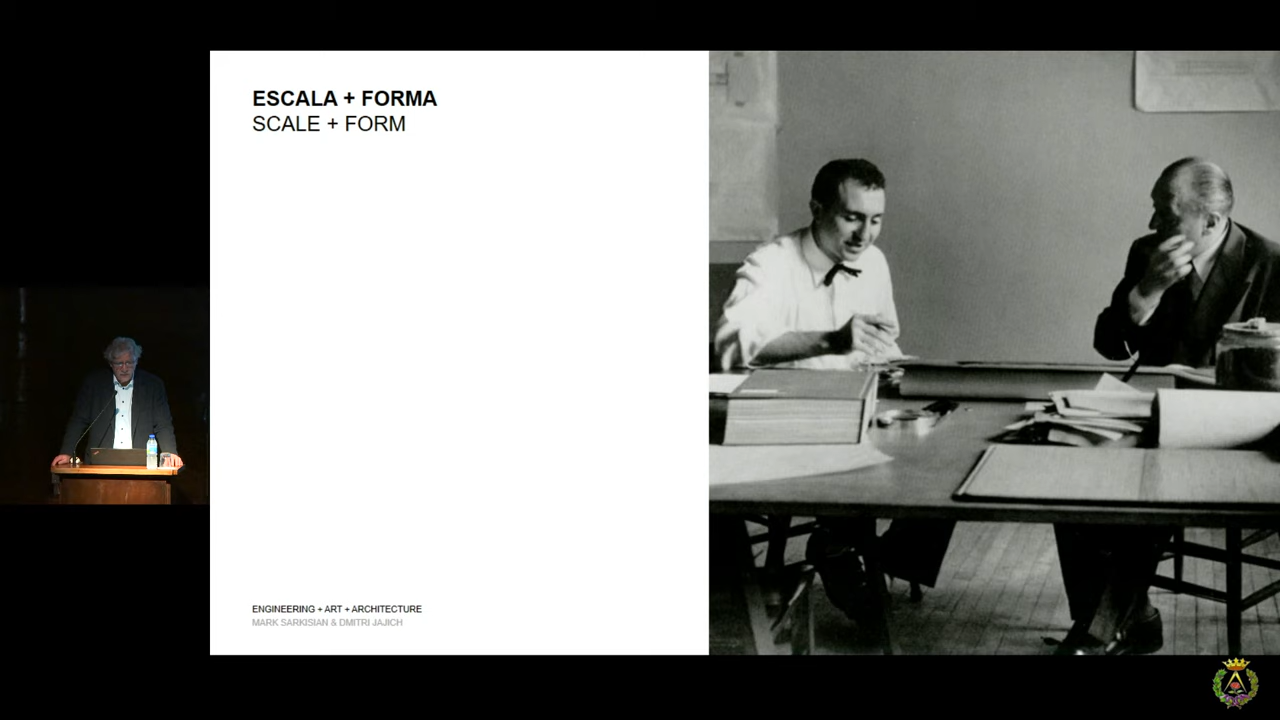 ESCALA + FORMA
SCALE + FORM
ENGINEERING + ART + ARCHITECTURE
MARK SARKISIAN & DMITRI JAJICH